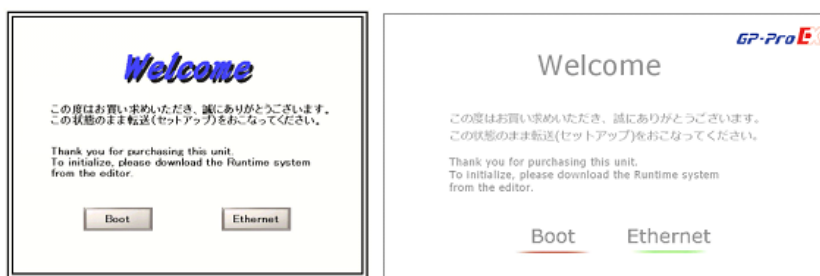 Welcome
この度はお買い求めいただき、誠にありがとうございます。
この状態のまま転送(セットアップ)をおこなってください。
Thank you for purchasing this unit.
To initialize, please download the Runtime system
from the editor.
Boot
Ethernet
GP-Pro EX
Welcome
この度はお買い求めいただき、誠にありがとうございます。
この状態のまま転送(セットアップ)をおこなってください。
Thank you for purchasing this unit.
To initialize, please download the Runtime system
from the editor.
Boot
Ethernet